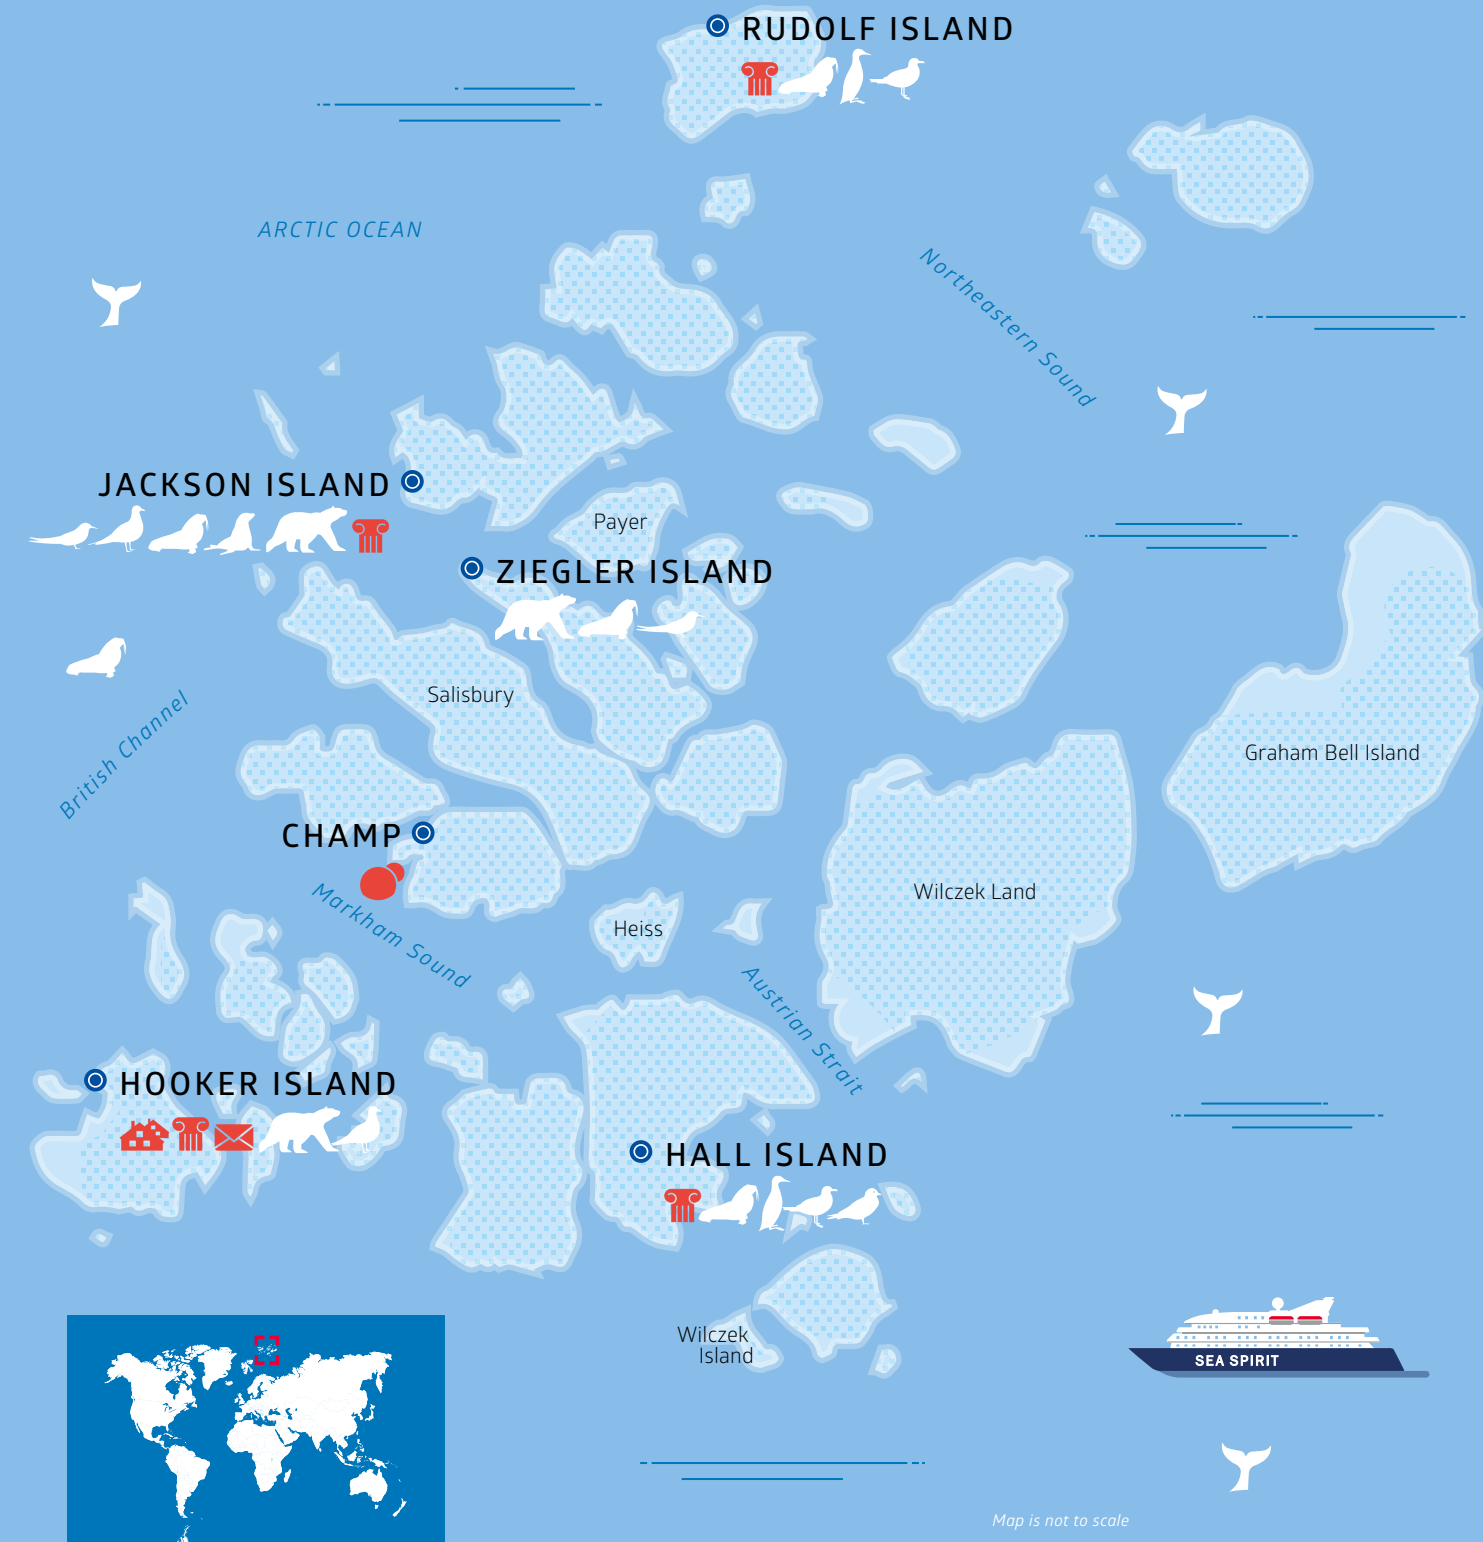 RUDOLF ISLAND
ARCTIC OCEAN
Northeastern Sound
JACKSON ISLAND
Payer
ZIEGLER ISLAND
Salisbury
British Channel
Graham Bell Island
CHAMP
Markham Sound
Wilczek Land
Heiss
Austrian Strait
HOOKER ISLAND
HALL ISLAND
Wilczek
Island
SEA SPIRIT
Map is not to scale